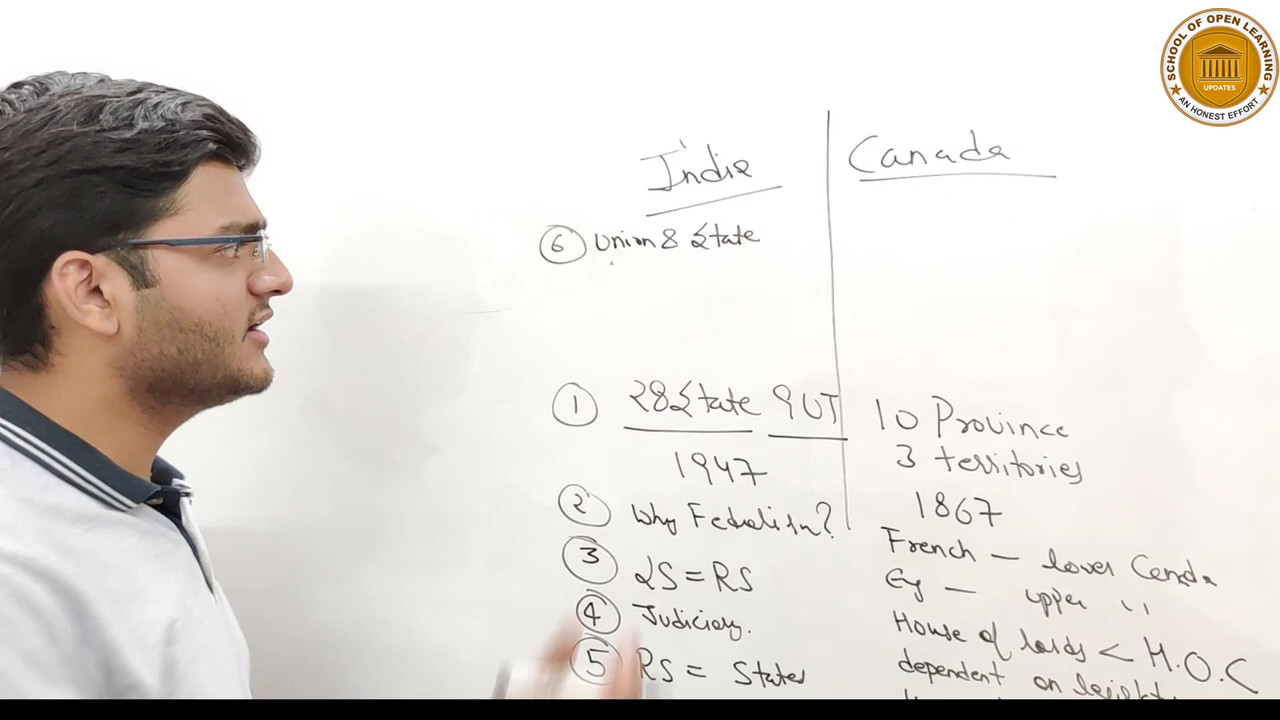 SCHOOL OF OPEN LEARNING
UPDATES
AN HONEST EFFORT
India
Canada
6 Union & State
1 28 State 9 UT
10 Province
3 territories
1947
1867
2 Why Federalism?
French – lower Canada
3 LS = RS
Eng – upper "
4 Judiciary.
House of lords < H.O.C
5 RS = States
dependent on